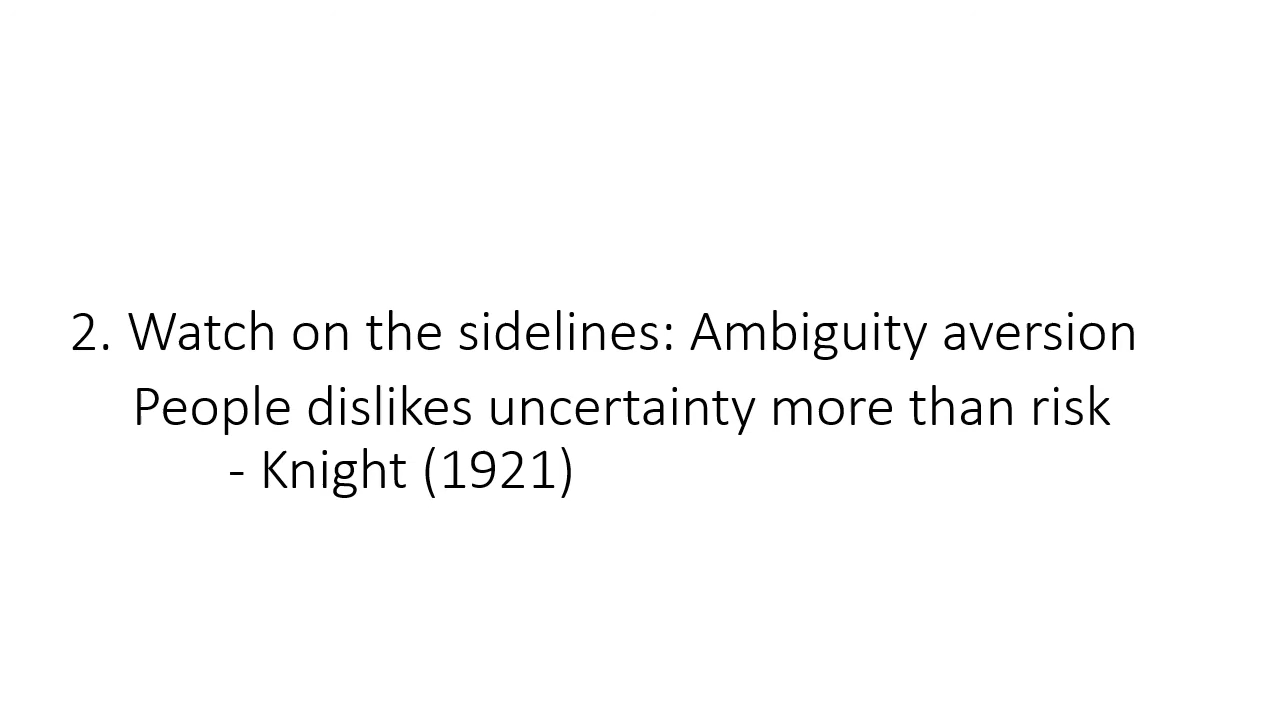 2. Watch on the sidelines: Ambiguity aversion
People dislikes uncertainty more than risk
- Knight (1921)